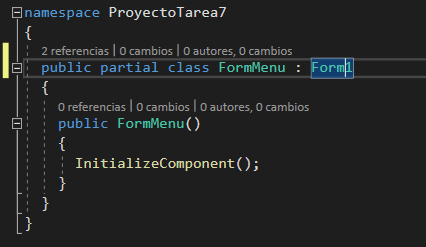 namespace ProyectoTarea7
{
2 referencias | 0 cambios | 0 autores, 0 cambios
public partial class FormMenu : Form1
{
0 referencias | 0 cambios | 0 autores, 0 cambios
public FormMenu()
{
InitializeComponent();
}
}
}